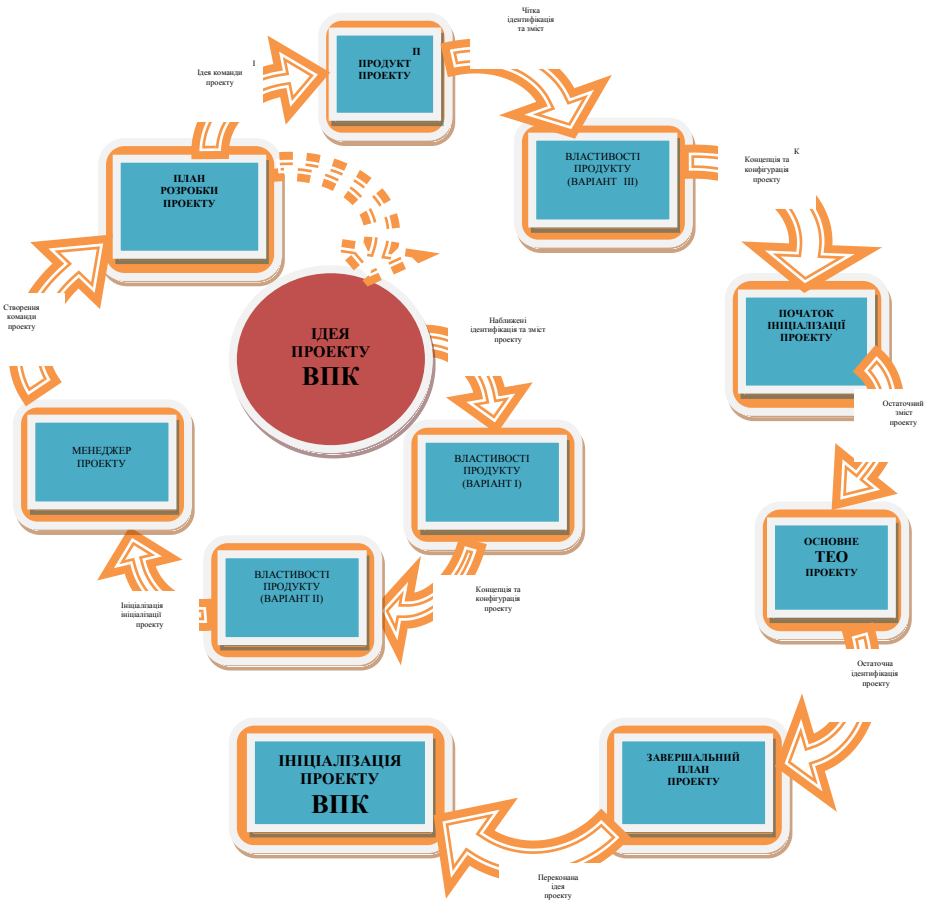 Чітка
ідентифікація
та зміст
П
ПРОДУКТ
ПРОЕКТУ
І
Ідея команди
проекту
ВЛАСТИВОСТІ
ПРОДУКТУ
(ВАРІАНТ ІІІ)
К
Концепція та
конфігурація
проекту
ПЛАН
РОЗРОБКИ
ПРОЕКТУ
Створення
команди
проекту
ІДЕЯ
ПРОЕКТУ
ВПК
Наближені
ідентифікація та зміст
проекту
ПОЧАТОК
ІНІЦІАЛІЗАЦІЇ
ПРОЕКТУ
Остаточний
зміст
проекту
МЕНЕДЖЕР
ПРОЕКТУ
ВЛАСТИВОСТІ
ПРОДУКТУ
(ВАРІАНТ І)
ОСНОВНЕ
ТЕО
ПРОЕКТУ
ВЛАСТИВОСТІ
ПРОДУКТУ
(ВАРІАНТ ІІ)
Концепція та
конфігурація
проекту
Ініціалізація
ініціалізації
проекту
Остаточна
ідентифікація
проекту
ІНІЦІАЛІЗАЦІЯ
ПРОЕКТУ
ВПК
ЗАВЕРШАЛЬНИЙ
ПЛАН
ПРОЕКТУ
Переконана
ідея
проекту